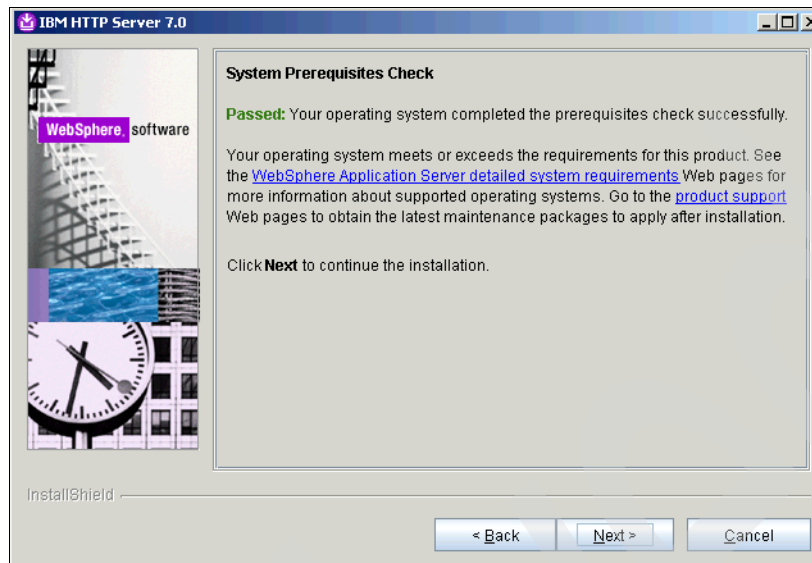 IBM HTTP Server 7.0
WebSphere. software
System Prerequisites Check
Passed: Your operating system completed the prerequisites check successfully.
Your operating system meets or exceeds the requirements for this product. See
the WebSphere Application Server detailed system requirements Web pages for
more information about supported operating systems. Go to the product support
Web pages to obtain the latest maintenance packages to apply after installation.
Click Next to continue the installation.
InstallShield
< Back
Next >
Cancel